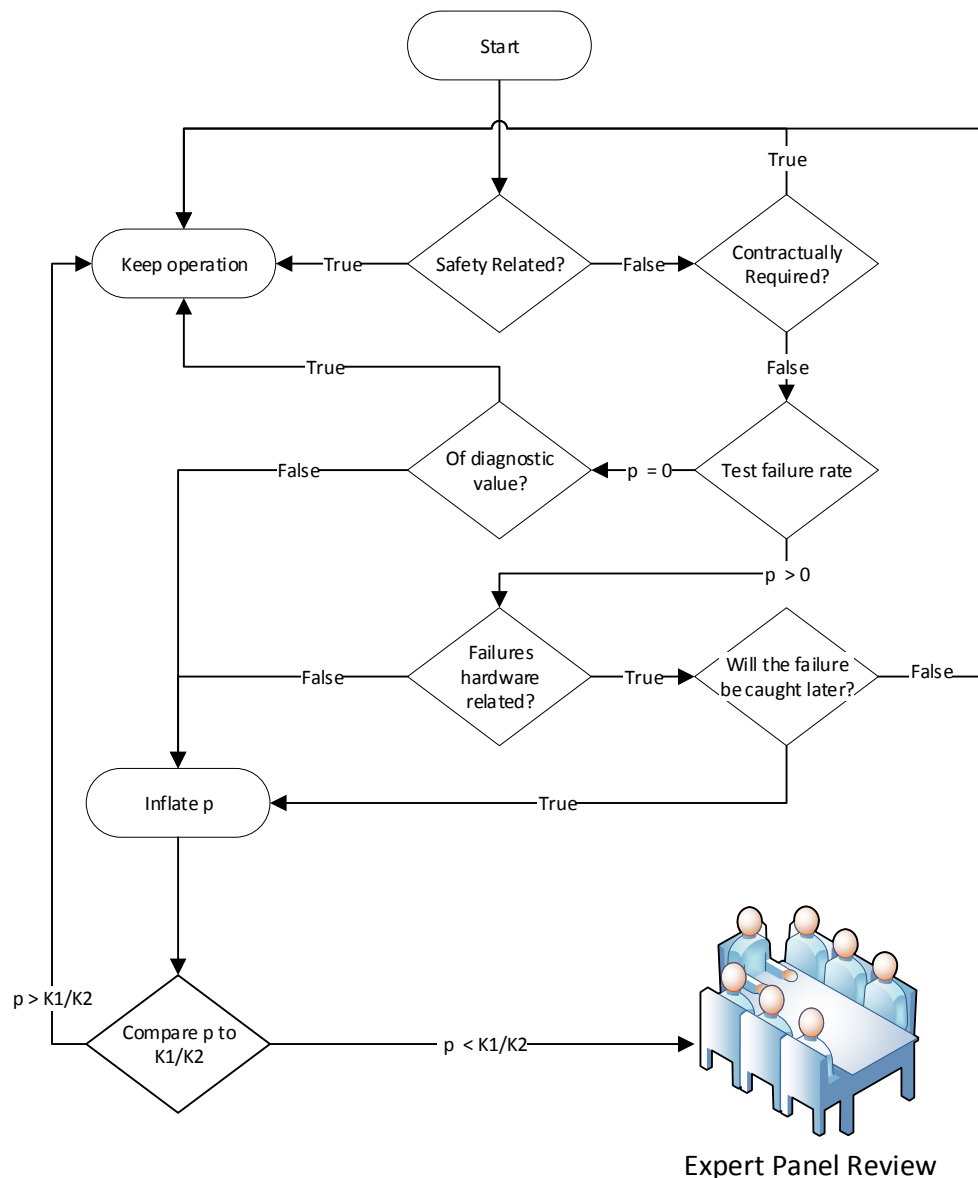 Start
True
Keep operation
True
Safety Related?
False
Contractually
Required?
True
False
False
Of diagnostic
value?
p = 0
Test failure rate
p > 0
False
Failures
hardware
related?
True
Will the failure
be caught later?
False
Inflate p
True
p > K1/K2
Compare p to
K1/K2
p < K1/K2
Expert Panel Review